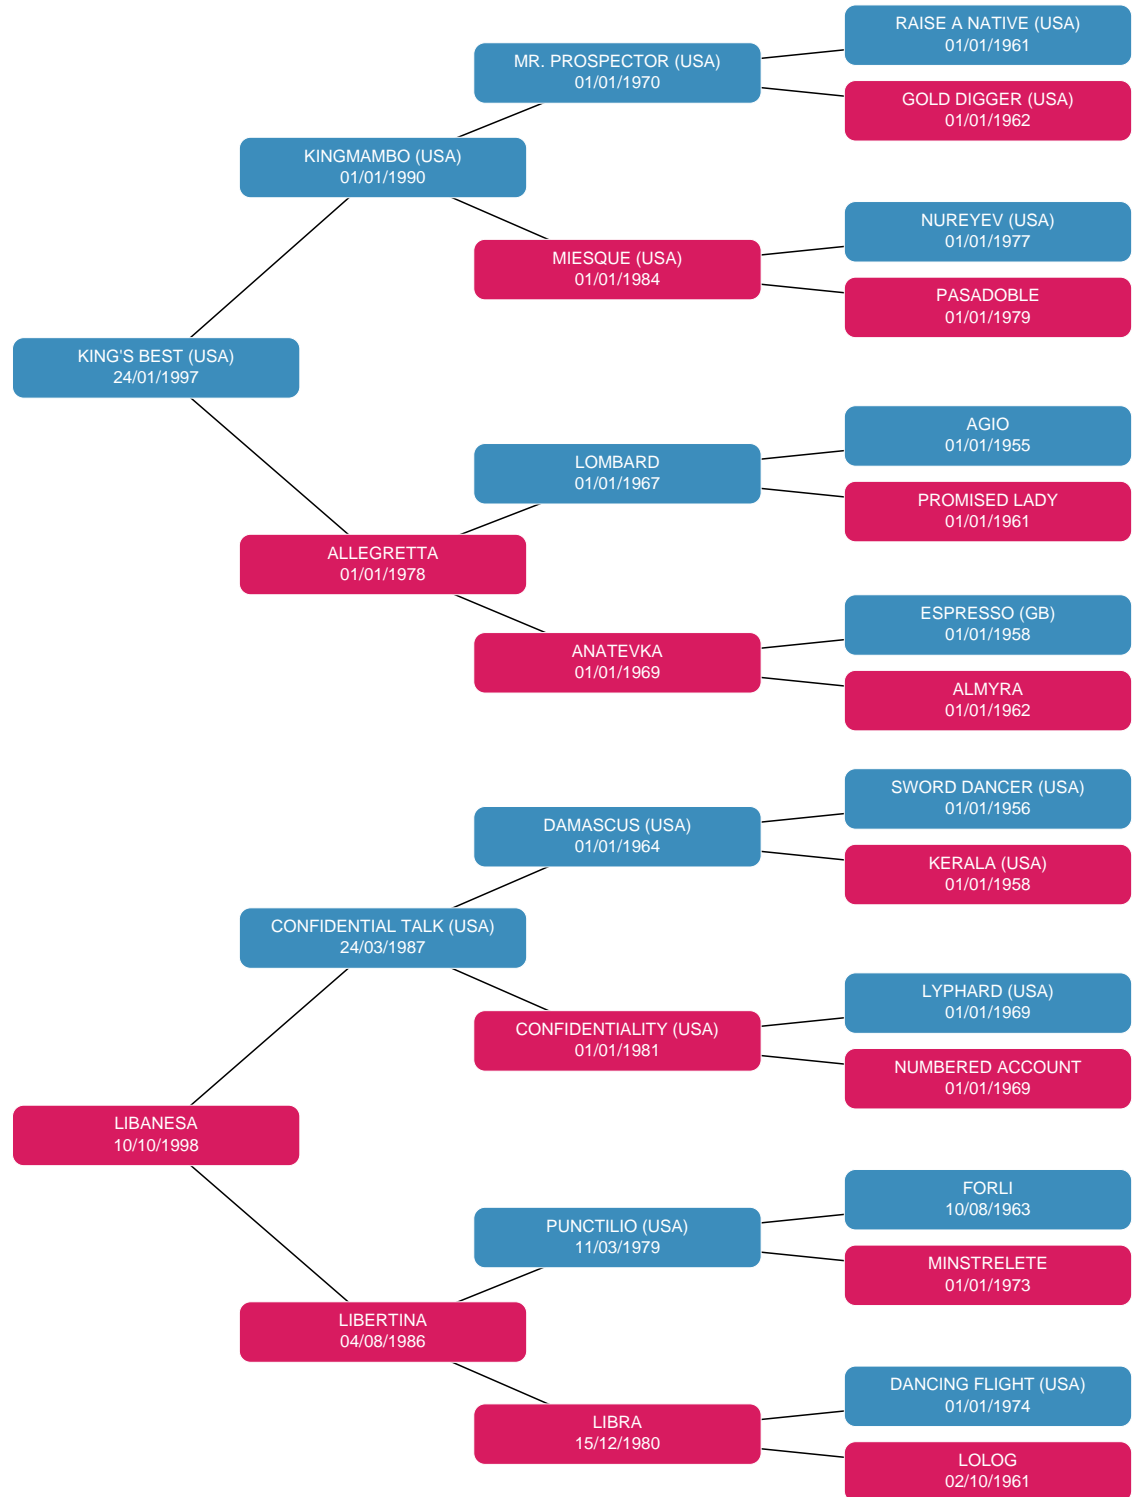 RAISE A NATIVE (USA)
01/01/1961
MR. PROSPECTOR (USA)
01/01/1970
GOLD DIGGER (USA)
01/01/1962
KINGMAMBO (USA)
01/01/1990
NUREYEV (USA)
01/01/1977
MIESQUE (USA)
01/01/1984
PASADOBLE
01/01/1979
KING'S BEST (USA)
24/01/1997
AGIO
01/01/1955
LOMBARD
01/01/1967
PROMISED LADY
01/01/1961
ALLEGRETTA
01/01/1978
ESPRESSO (GB)
01/01/1958
ANATEVKA
01/01/1969
ALMYRA
01/01/1962
SWORD DANCER (USA)
01/01/1956
DAMASCUS (USA)
01/01/1964
KERALA (USA)
01/01/1958
CONFIDENTIAL TALK (USA)
24/03/1987
LYPHARD (USA)
01/01/1969
CONFIDENTIALITY (USA)
01/01/1981
NUMBERED ACCOUNT
01/01/1969
LIBANESA
10/10/1998
FORLI
10/08/1963
PUNCTILIO (USA)
11/03/1979
MINSTRELETE
01/01/1973
LIBERTINA
04/08/1986
DANCING FLIGHT (USA)
01/01/1974
LIBRA
15/12/1980
LOLOG
02/10/1961